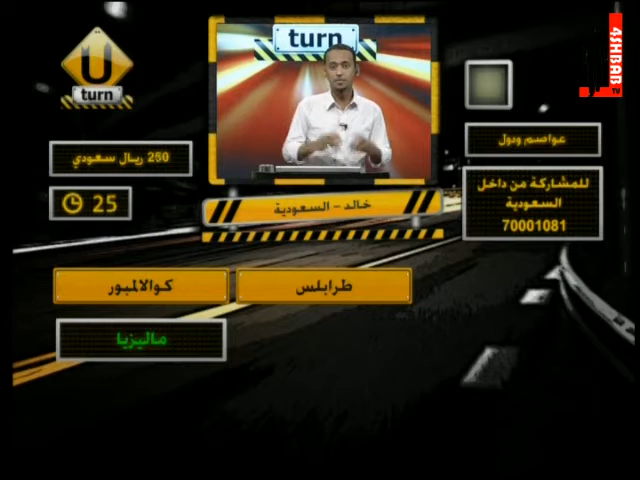 U
turn
turn
4SHBAB
TV
عواصم ودول
250 ريال سعودي
للمشاركة من داخل
السعودية
70001081
25
خالد - السعودية
كوالالمبور
طرابلس
ماليزيا